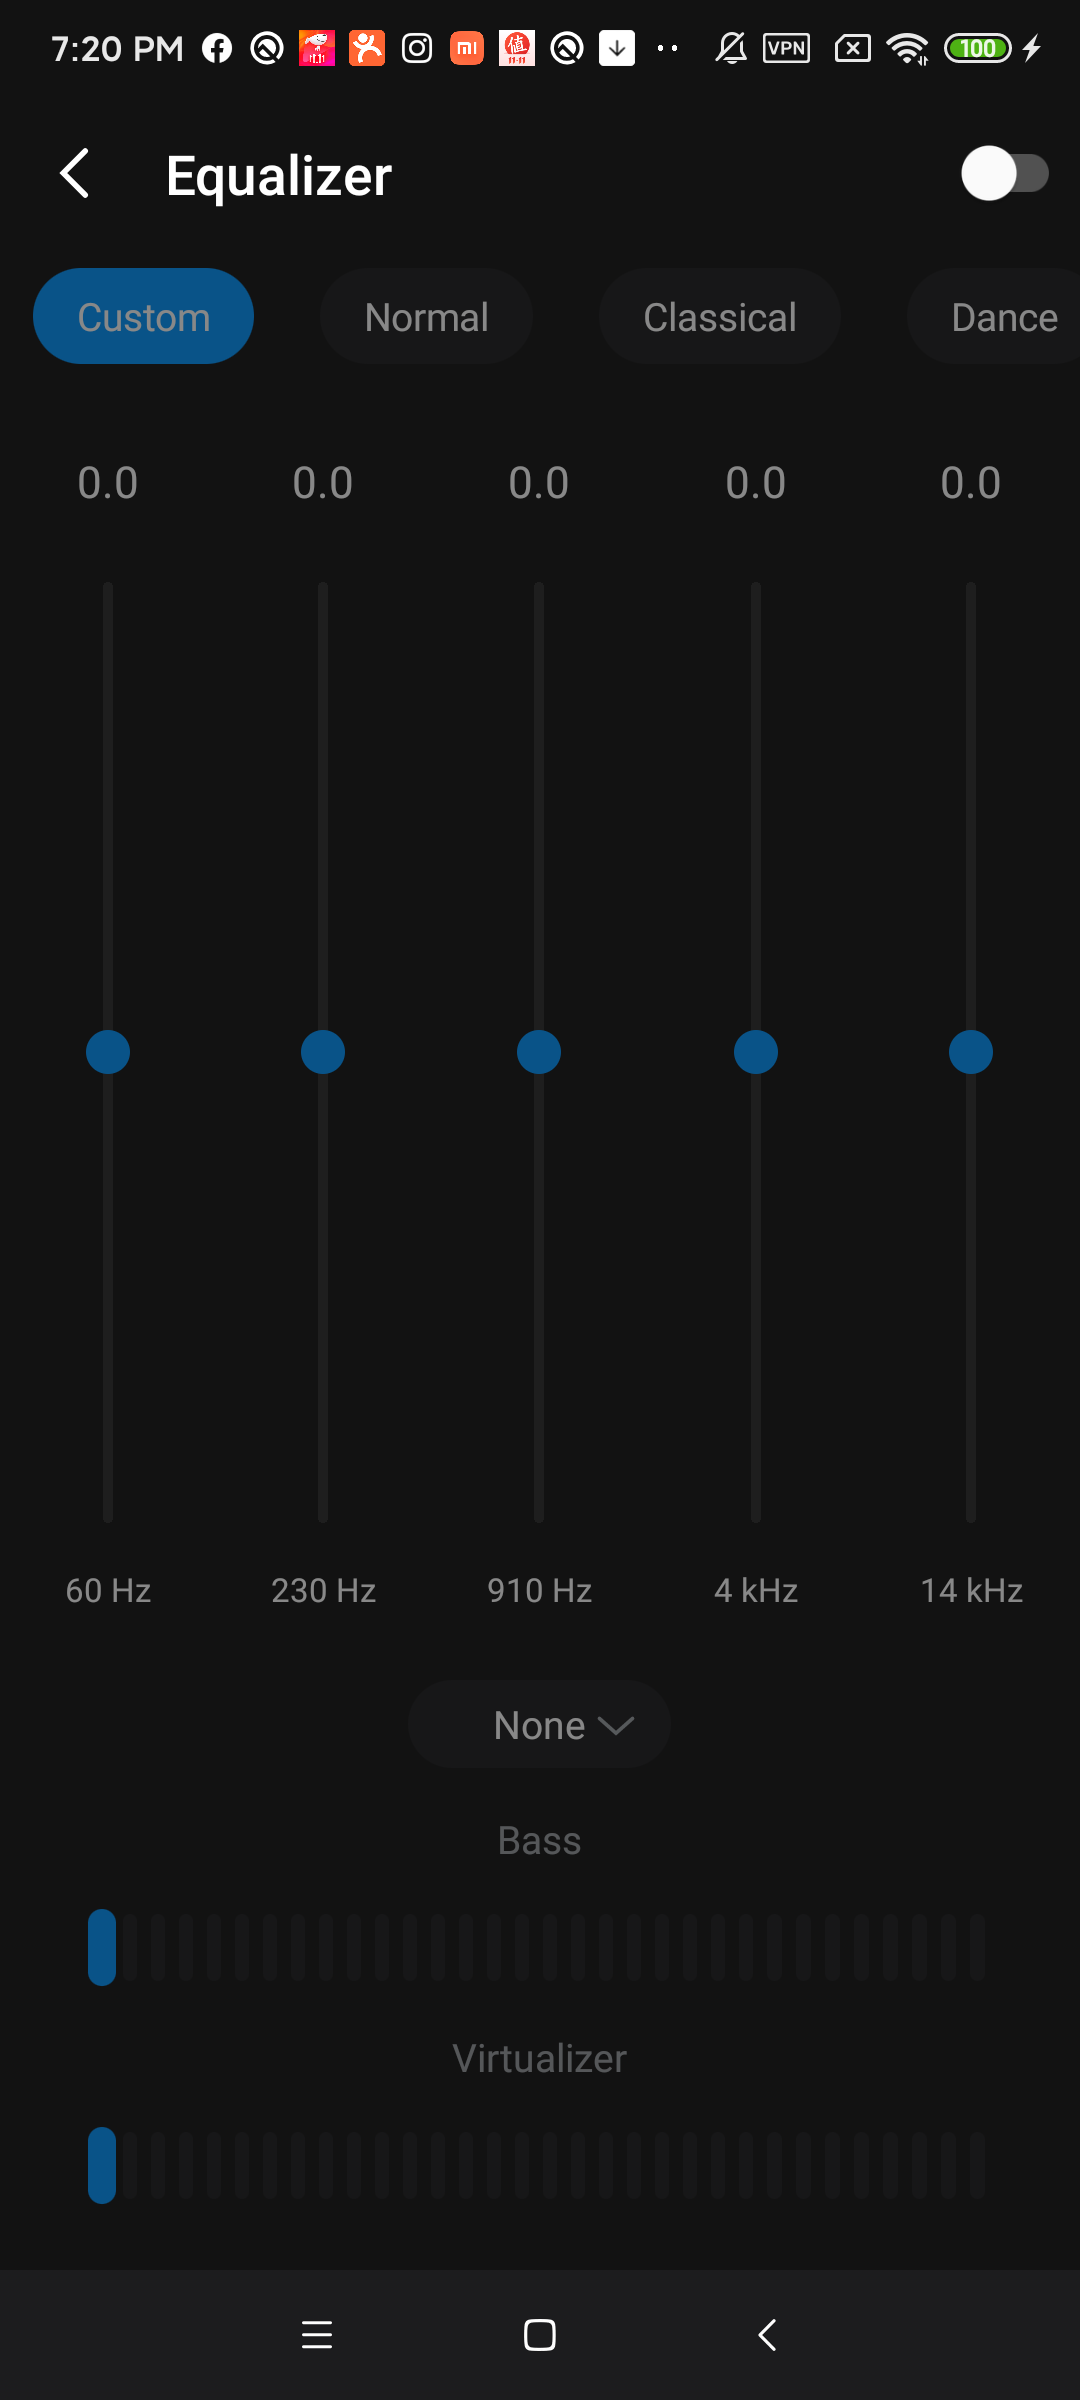 7:20 PM
VPN
100
Equalizer
Custom Normal Classical Dance
0.0 0.0 0.0 0.0 0.0
60 Hz 230 Hz 910 Hz 4 kHz 14 kHz
None
Bass
Virtualizer